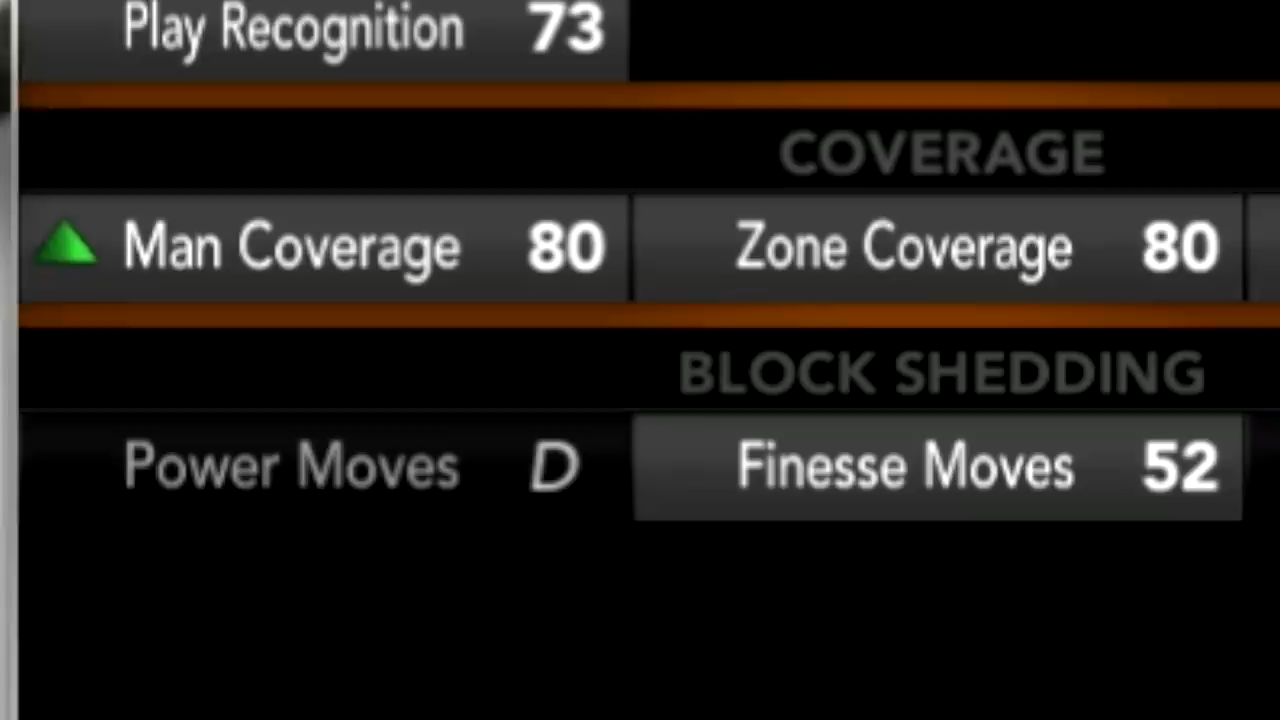 Play Recognition 73
COVERAGE
Man Coverage 80 Zone Coverage 80
BLOCK SHEDDING
Power Moves D Finesse Moves 52